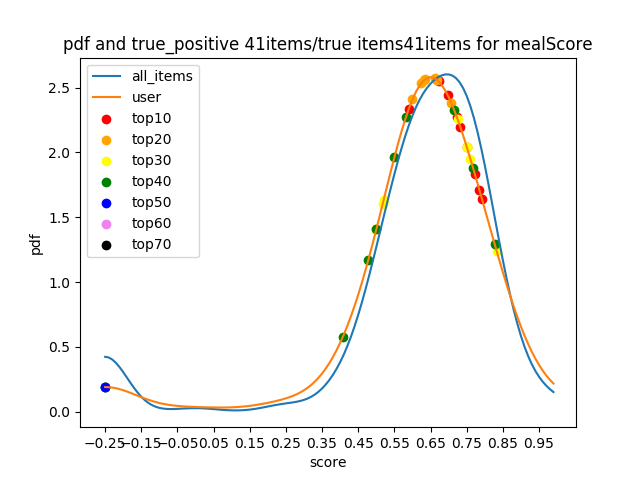 pdf and true_positive 41items/true items41items for mealScore
all_items
user
top10
top20
top30
top40
top50
top60
top70
2.5
2.0
1.5
1.0
0.5
0.0
pdf
−0.25 −0.15 −0.05 0.05 0.15 0.25 0.35 0.45 0.55 0.65 0.75 0.85 0.95
score